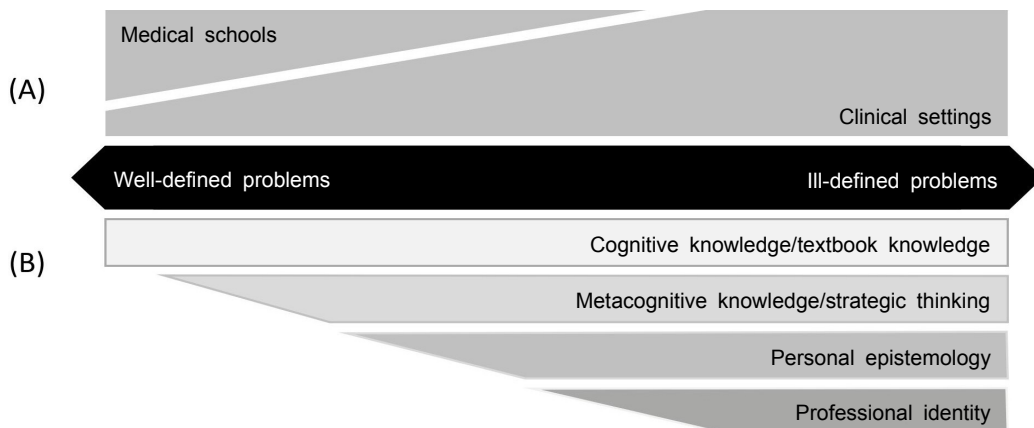 Medical schools
(A)
Clinical settings
Well-defined problems Ill-defined problems
Cognitive knowledge/textbook knowledge
(B)
Metacognitive knowledge/strategic thinking
Personal epistemology
Professional identity